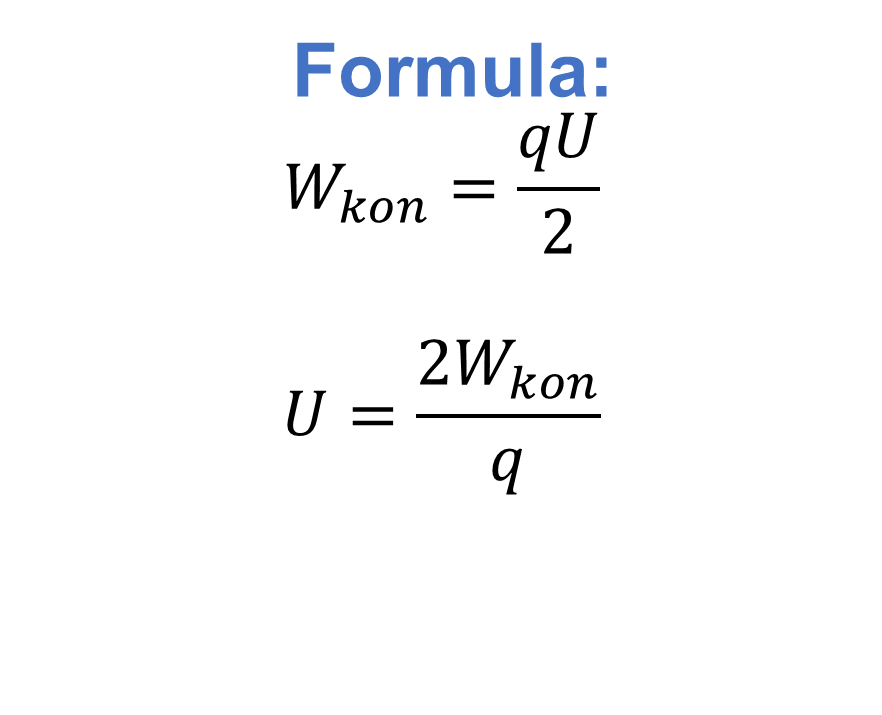 Formula:
W_kon = qU/2
U = 2W_kon/q